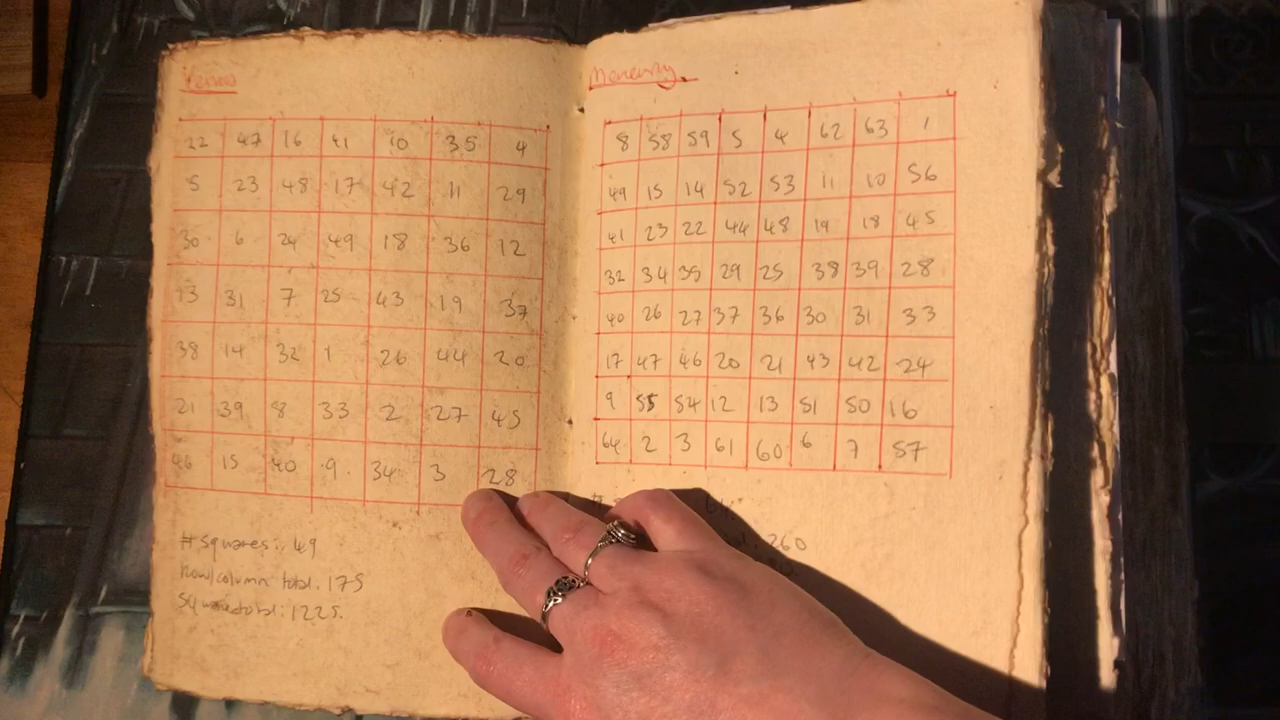 Venus
22 47 16 41 10 35 4
5 23 48 17 42 11 29
30 6 24 49 18 36 12
13 31 7 25 43 19 37
38 14 32 1 26 44 20
21 39 8 33 2 27 45
46 15 40 9 34 3 28
# squares: 49
Row/column total: 175
Square total: 1225.
Mercury
8 58 59 5 4 62 63 1
49 15 14 52 53 11 10 56
41 23 22 44 48 19 18 45
32 34 35 29 25 38 39 28
40 26 27 37 36 30 31 33
17 47 46 20 21 43 42 24
9 55 54 12 13 51 50 16
64 2 3 61 60 6 7 57
#
260